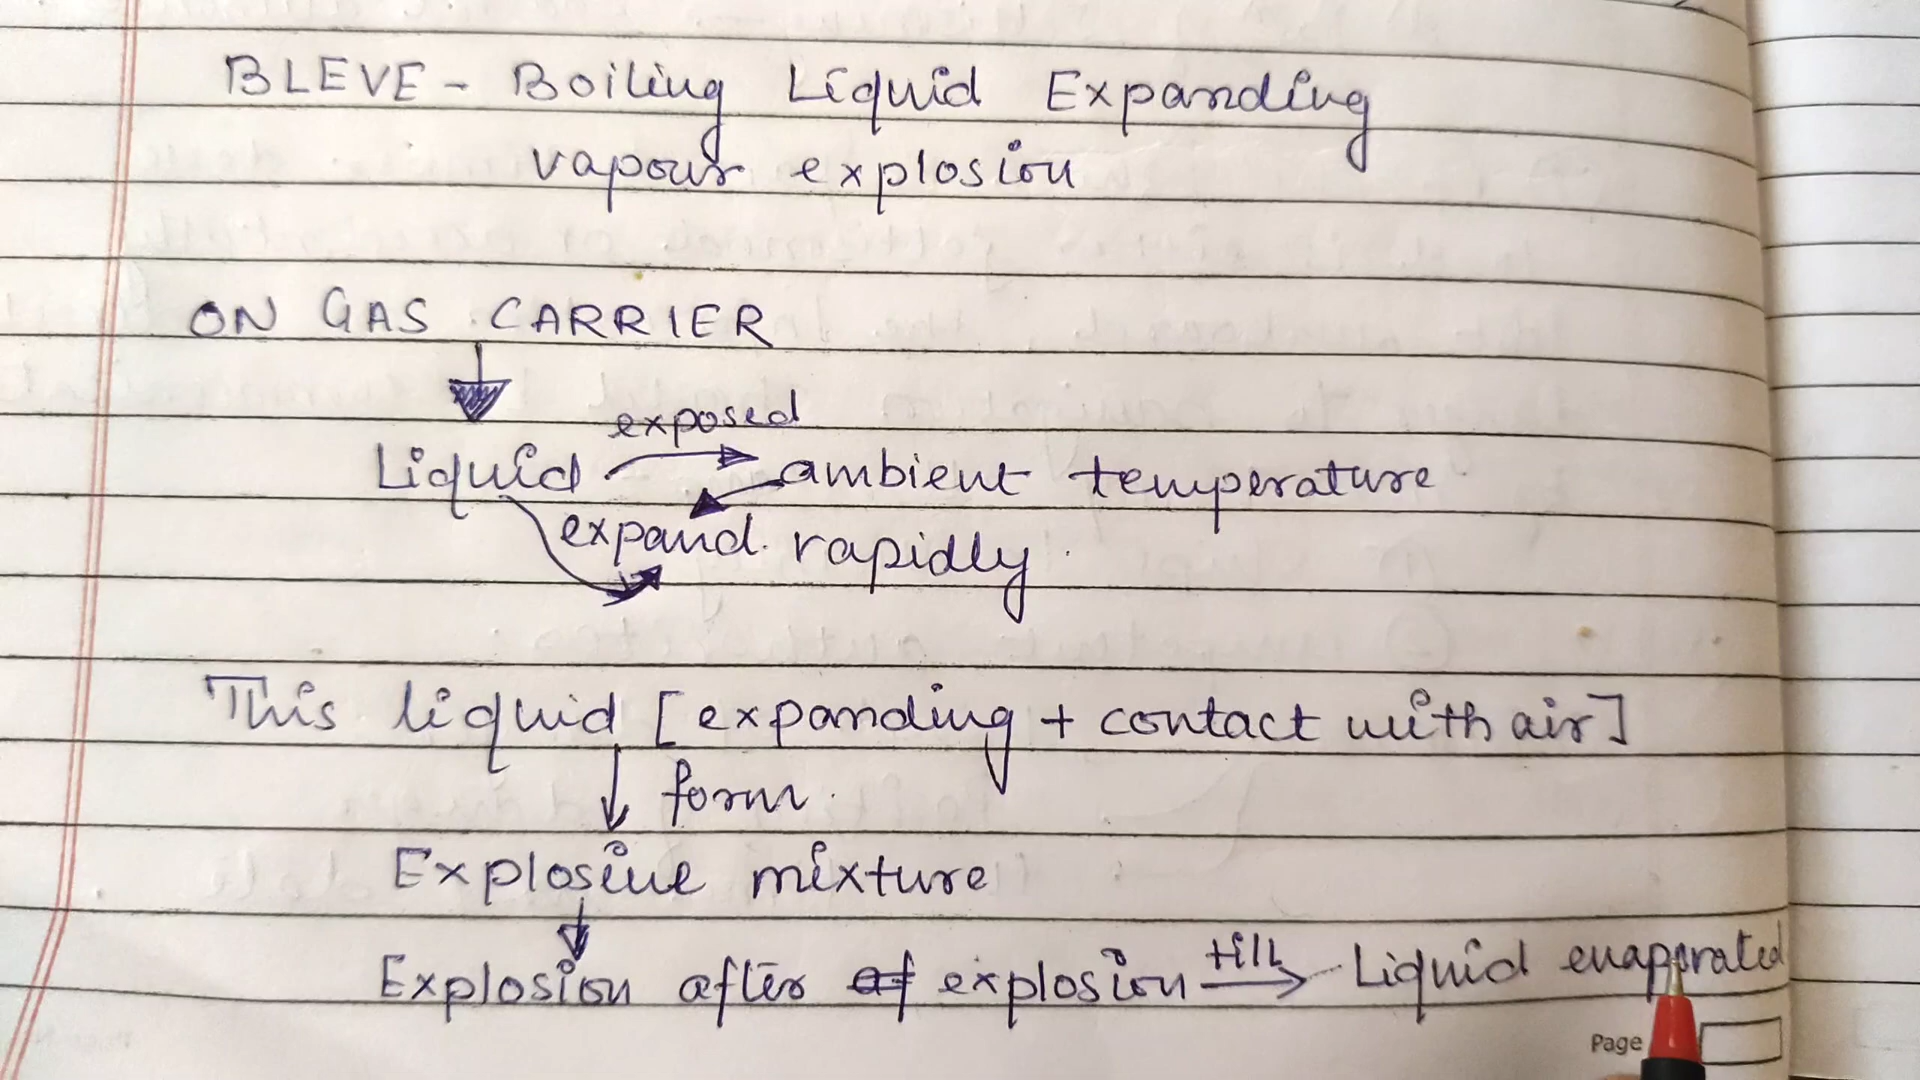 BLEVE - Boiling Liquid Expanding
vapour explosion
ON GAS CARRIER
exposed
Liquid ambient temperature
expand. rapidly.
This liquid [expanding + contact with air]
form.
Explosive mixture
till
Explosion after of explosion Liquid evaporated
Page